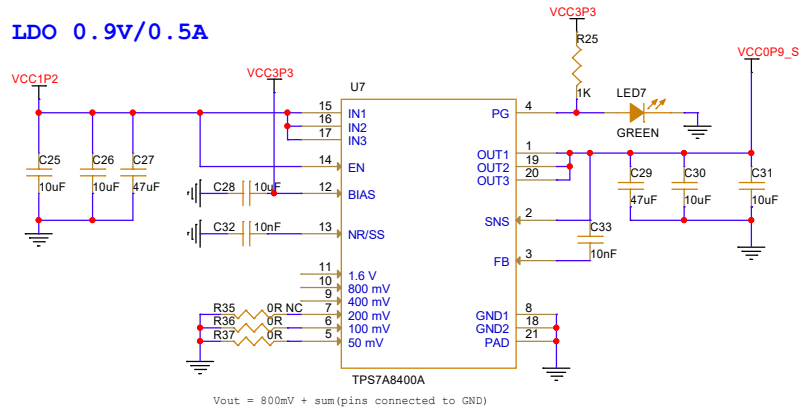 LDO 0.9V/0.5A
VCC3P3
R25
1K
VCC0P9_S
VCC1P2
VCC3P3
U7
LED7
GREEN
15 IN1 PG 4
16 IN2
17 IN3
OUT1 1
OUT2 19
OUT3 20
14 EN
C25
10uF
C26
10uF
C27
47uF
C28 10uF
12 BIAS
C29
47uF
C30
10uF
C31
10uF
SNS 2
C32 10nF
13 NR/SS
C33
10nF
FB 3
11 1.6 V
10 800 mV
9 400 mV
R35 0R NC 7 200 mV
R36 0R 6 100 mV
R37 0R 5 50 mV
GND1 8
GND2 18
PAD 21
TPS7A8400A
Vout = 800mV + sum(pins connected to GND)